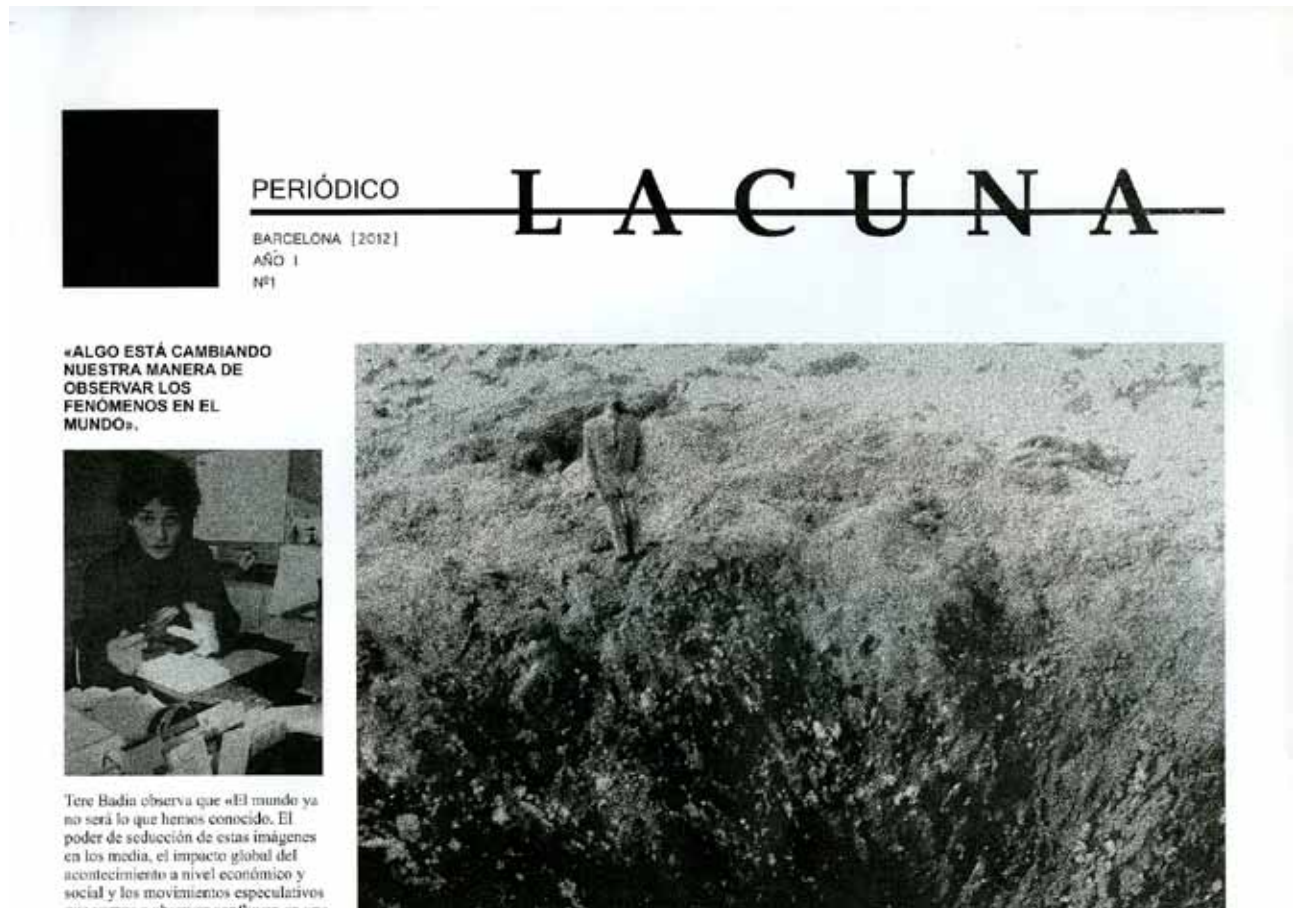 PERIÓDICO
LACUNA
BARCELONA [2012]
AÑO I
Nº1
«ALGO ESTÁ CAMBIANDO
NUESTRA MANERA DE
OBSERVAR LOS
FENÓMENOS EN EL
MUNDO».
Tere Badia observa que «El mundo ya
no será lo que hemos conocido. El
poder de seducción de estas imágenes
en los media, el impacto global del
acontecimiento a nivel económico y
social y los movimientos especulativos